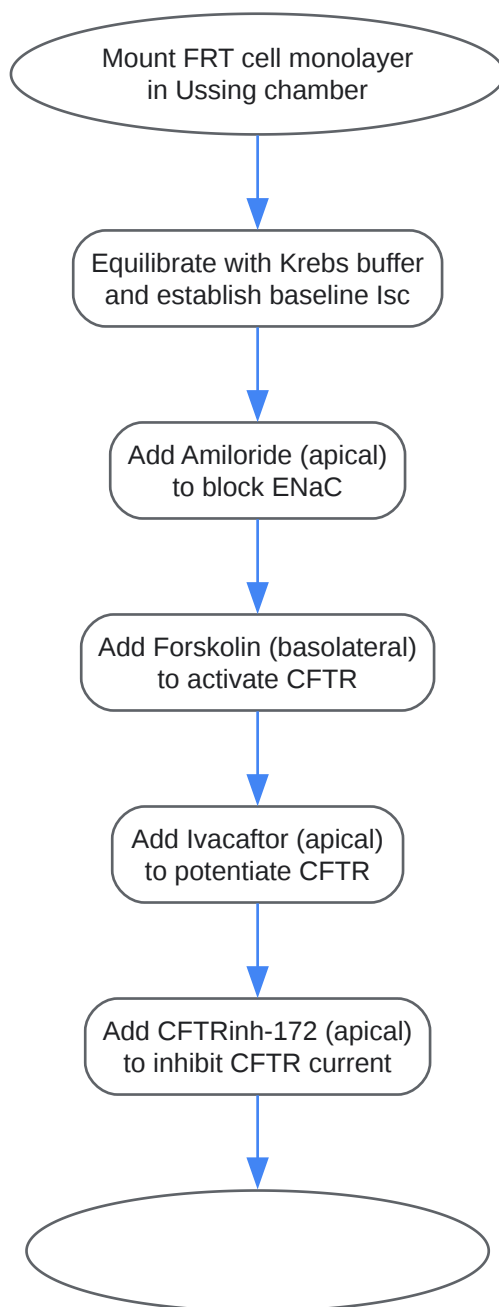 Mount FRT cell monolayer
in Ussing chamber
Equilibrate with Krebs buffer
and establish baseline Isc
Add Amiloride (apical)
to block ENaC
Add Forskolin (basolateral)
to activate CFTR
Add Ivacaftor (apical)
to potentiate CFTR
Add CFTRinh-172 (apical)
to inhibit CFTR current